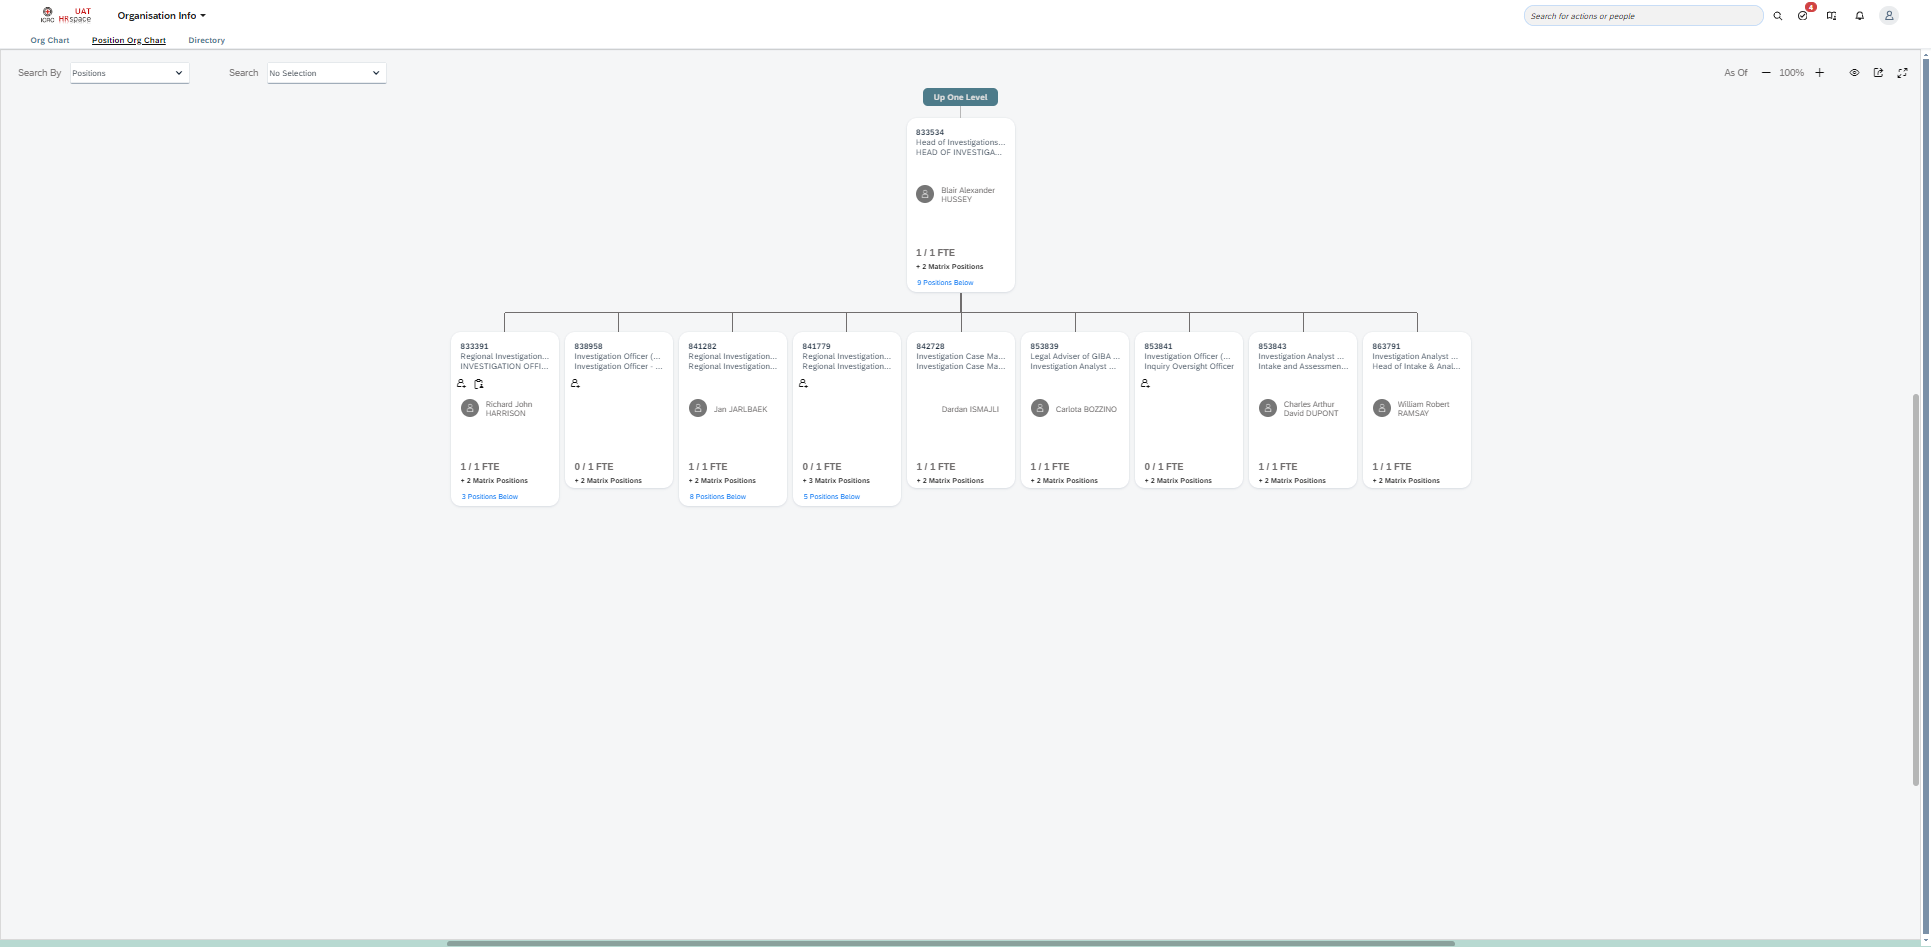 ICRC
UAT
HRspace
Organisation Info
Search for actions or people
4
Org Chart
Position Org Chart
Directory
Search By
Positions
Search
No Selection
As Of
100%
Up One Level
833534
Head of Investigations...
HEAD OF INVESTIGA...
Blair Alexander
HUSSEY
1 / 1 FTE
+ 2 Matrix Positions
9 Positions Below
833391
Regional Investigation...
INVESTIGATION OFFI...
Richard John
HARRISON
1 / 1 FTE
+ 2 Matrix Positions
3 Positions Below
838958
Investigation Officer (...
Investigation Officer - ...
0 / 1 FTE
+ 2 Matrix Positions
841282
Regional Investigation...
Regional Investigation...
Jan JARLBAEK
1 / 1 FTE
+ 2 Matrix Positions
8 Positions Below
841779
Regional Investigation...
Regional Investigation...
0 / 1 FTE
+ 3 Matrix Positions
5 Positions Below
842728
Investigation Case Ma...
Investigation Case Ma...
Dardan ISMAJLI
1 / 1 FTE
+ 2 Matrix Positions
853839
Legal Adviser of GIBA ...
Investigation Analyst ...
Carlota BOZZINO
1 / 1 FTE
+ 2 Matrix Positions
853841
Investigation Officer (...
Inquiry Oversight Officer
0 / 1 FTE
+ 2 Matrix Positions
853843
Investigation Analyst ...
Intake and Assessmen...
Charles Arthur
David DUPONT
1 / 1 FTE
+ 2 Matrix Positions
863791
Investigation Analyst ...
Head of Intake & Anal...
William Robert
RAMSAY
1 / 1 FTE
+ 2 Matrix Positions